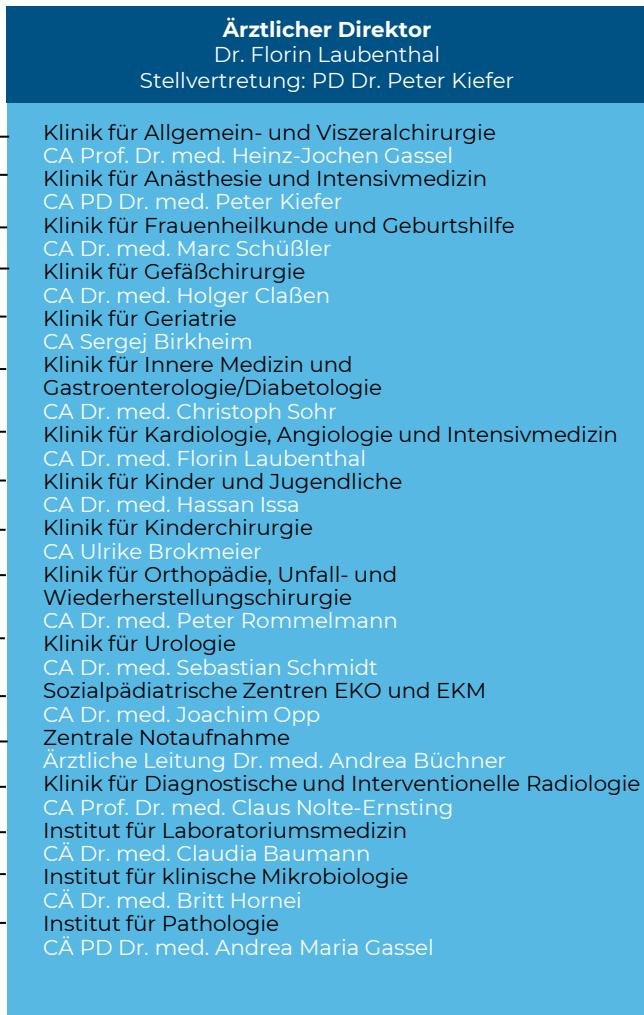 Ärztlicher Direktor
Dr. Florin Laubenthal
Stellvertretung: PD Dr. Peter Kiefer
Klinik für Allgemein- und Viszeralchirurgie
CA Prof. Dr. med. Heinz-Jochen Gassel
Klinik für Anästhesie und Intensivmedizin
CA PD Dr. med. Peter Kiefer
Klinik für Frauenheilkunde und Geburtshilfe
CA Dr. med. Marc Schüßler
Klinik für Gefäßchirurgie
CA Dr. med. Holger Claßen
Klinik für Geriatrie
CA Sergej Birkheim
Klinik für Innere Medizin und
Gastroenterologie/Diabetologie
CA Dr. med. Christoph Sohr
Klinik für Kardiologie, Angiologie und Intensivmedizin
CA Dr. med. Florin Laubenthal
Klinik für Kinder und Jugendliche
CA Dr. med. Hassan Issa
Klinik für Kinderchirurgie
CA Ulrike Brokmeier
Klinik für Orthopädie, Unfall- und
Wiederherstellungschirurgie
CA Dr. med. Peter Rommelmann
Klinik für Urologie
CA Dr. med. Sebastian Schmidt
Sozialpädiatrische Zentren EKO und EKM
CA Dr. med. Joachim Opp
Zentrale Notaufnahme
Ärztliche Leitung Dr. med. Andrea Büchner
Klinik für Diagnostische und Interventionelle Radiologie
CA Prof. Dr. med. Claus Nolte-Ernsting
Institut für Laboratoriumsmedizin
CÄ Dr. med. Claudia Baumann
Institut für klinische Mikrobiologie
CÄ Dr. med. Britt Hornei
Institut für Pathologie
CÄ PD Dr. med. Andrea Maria Gassel